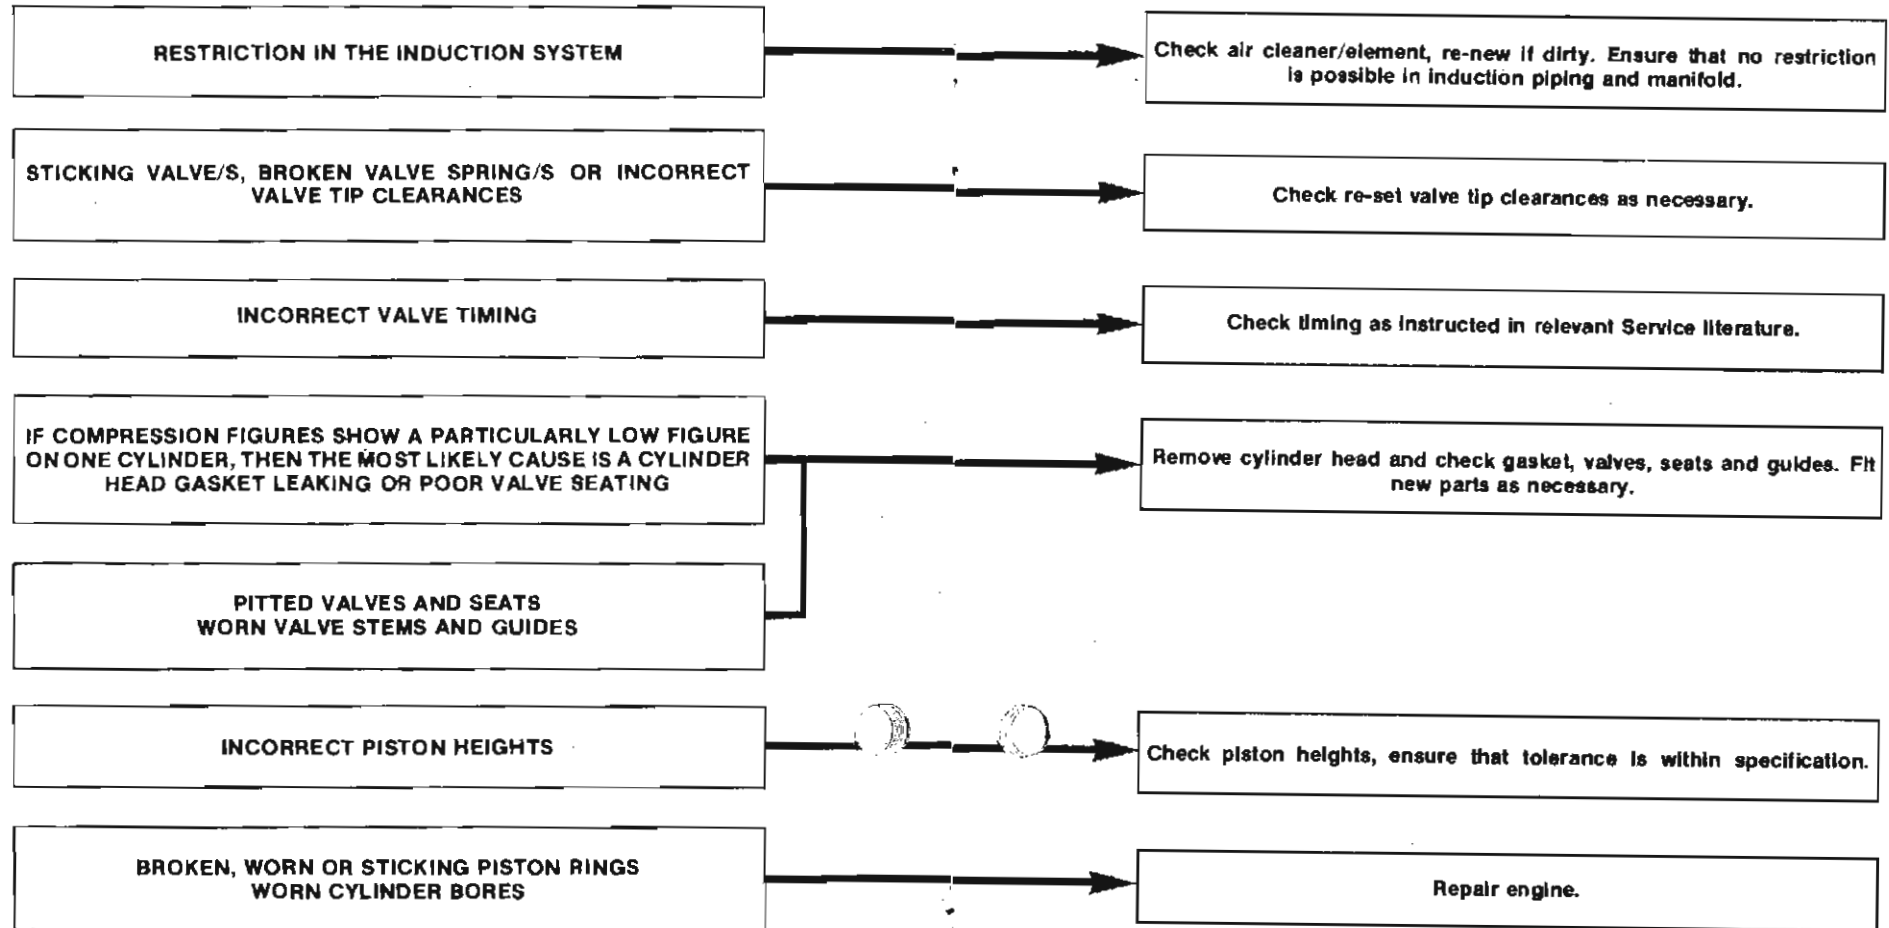 RESTRICTION IN THE INDUCTION SYSTEM
Check air cleaner/element, re-new if dirty. Ensure that no restriction
is possible in induction piping and manifold.
STICKING VALVE/S, BROKEN VALVE SPRING/S OR INCORRECT
VALVE TIP CLEARANCES
Check re-set valve tip clearances as necessary.
INCORRECT VALVE TIMING
Check timing as instructed in relevant Service literature.
IF COMPRESSION FIGURES SHOW A PARTICULARLY LOW FIGURE
ON ONE CYLINDER, THEN THE MOST LIKELY CAUSE IS A CYLINDER
HEAD GASKET LEAKING OR POOR VALVE SEATING
Remove cylinder head and check gasket, valves, seats and guides. Fit
new parts as necessary.
PITTED VALVES AND SEATS
WORN VALVE STEMS AND GUIDES
INCORRECT PISTON HEIGHTS
Check piston heights, ensure that tolerance is within specification.
BROKEN, WORN OR STICKING PISTON RINGS
WORN CYLINDER BORES
Repair engine.